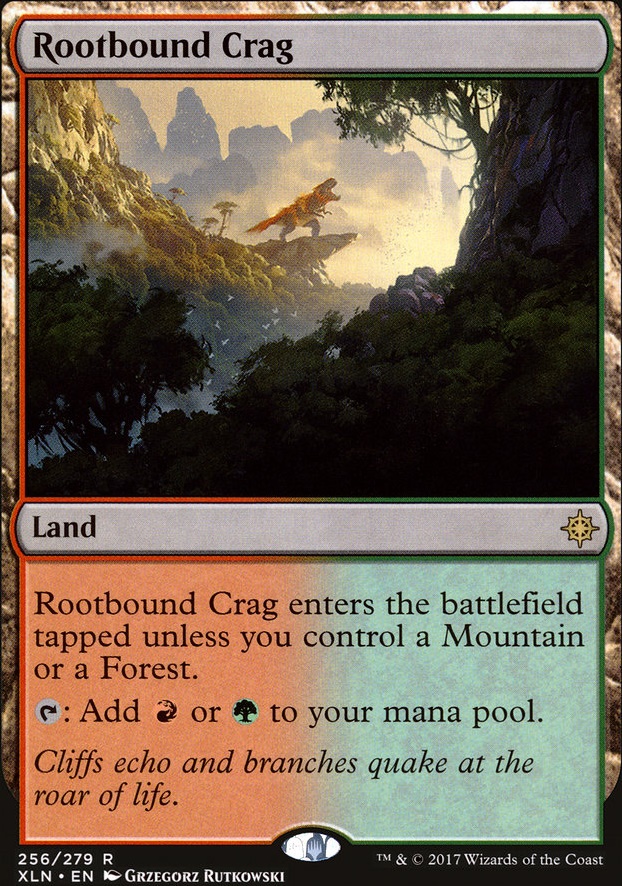 Rootbound Crag
Land
Rootbound Crag enters the battlefield
tapped unless you control a Mountain
or a Forest.
: Add or to your mana pool.
Cliffs echo and branches quake at the
roar of life.
256/279 R
XLN • EN Grzegorz Rutkowski
™ & © 2017 Wizards of the Coast